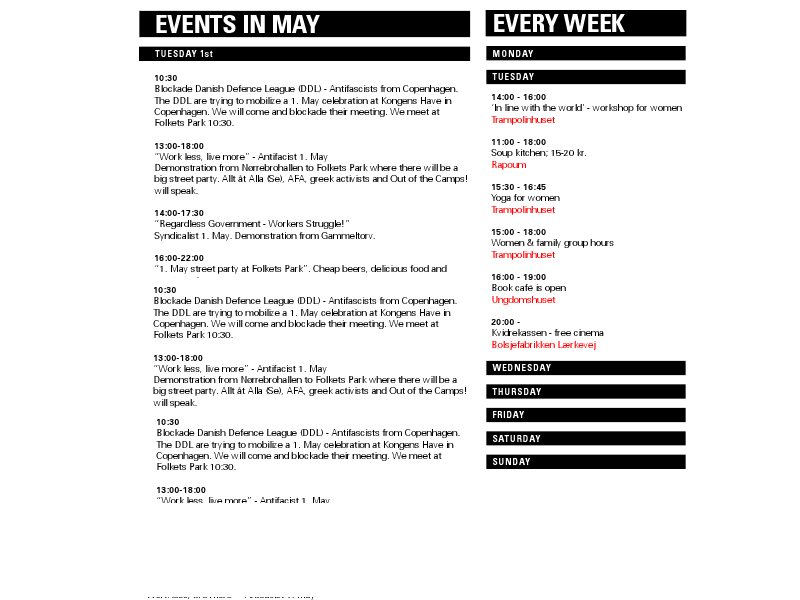 EVENTS IN MAY
TUESDAY 1st
10:30
Blockade Danish Defence League (DDL) - Antifascists from Copenhagen.
The DDL are trying to mobilize a 1. May celebration at Kongens Have in
Copenhagen. We will come and blockade their meeting. We meet at
Folkets Park 10:30.
13:00-18:00
"Work less, live more" - Antifacist 1. May
Demonstration from Nørrebrohallen to Folkets Park where there will be a
big street party. Allt åt Alla (Se), AFA, greek activists and Out of the Camps!
will speak.
14:00-17:30
"Regardless Government - Workers Struggle!"
Syndicalist 1. May. Demonstration from Gammeltorv.
16:00-22:00
"1. May street party at Folkets Park". Cheap beers, delicious food and
10:30
Blockade Danish Defence League (DDL) - Antifascists from Copenhagen.
The DDL are trying to mobilize a 1. May celebration at Kongens Have in
Copenhagen. We will come and blockade their meeting. We meet at
Folkets Park 10:30.
13:00-18:00
"Work less, live more" - Antifacist 1. May
Demonstration from Nørrebrohallen to Folkets Park where there will be a
big street party. Allt åt Alla (Se), AFA, greek activists and Out of the Camps!
will speak.
10:30
Blockade Danish Defence League (DDL) - Antifascists from Copenhagen.
The DDL are trying to mobilize a 1. May celebration at Kongens Have in
Copenhagen. We will come and blockade their meeting. We meet at
Folkets Park 10:30.
13:00-18:00
"Work less, live more" - Antifacist 1. May
EVERY WEEK
MONDAY
TUESDAY
14:00 - 16:00
'In line with the world' - workshop for women
Trampolinhuset
11:00 - 18:00
Soup kitchen; 15-20 kr.
Rapoum
15:30 - 16:45
Yoga for women
Trampolinhuset
15:00 - 18:00
Women & family group hours
Trampolinhuset
16:00 - 19:00
Book café is open
Ungdomshuset
20:00 -
Kvidrekassen - free cinema
Bolsjefabrikken Lærkevej
WEDNESDAY
THURSDAY
FRIDAY
SATURDAY
SUNDAY